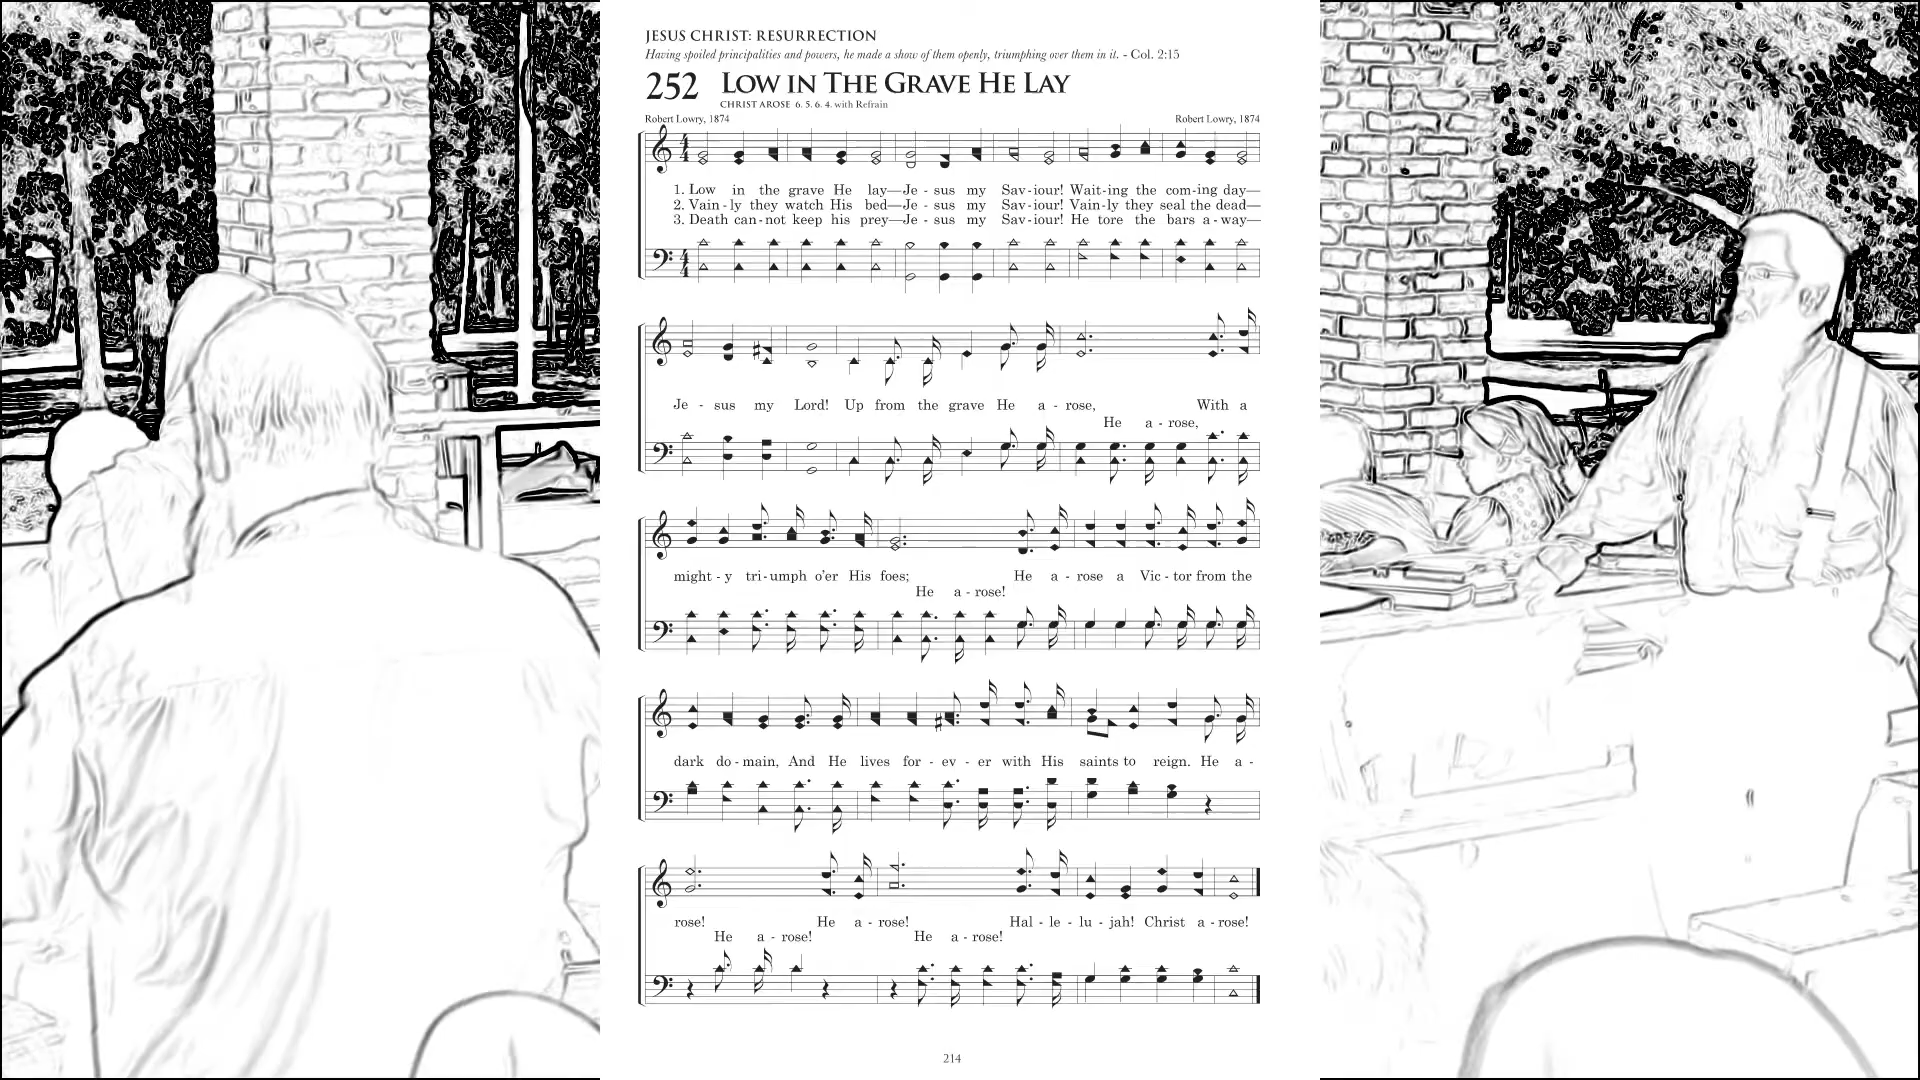 JESUS CHRIST: RESURRECTION
Having spoiled principalities and powers, he made a show of them openly, triumphing over them in it. - Col. 2:15
252 LOW IN THE GRAVE HE LAY
CHRIST AROSE 6. 5. 6. 4. with Refrain
Robert Lowry, 1874 Robert Lowry, 1874
1. Low in the grave He lay—Je - sus my Sav-iour! Wait-ing the com-ing day—
2. Vain-ly they watch His bed—Je - sus my Sav-iour! Vain-ly they seal the dead—
3. Death can-not keep his prey—Je - sus my Sav-iour! He tore the bars a-way—
Je - sus my Lord! Up from the grave He a - rose, With a
He a - rose,
might - y tri-umph o'er His foes; He a - rose a Vic - tor from the
He a - rose!
dark do - main, And He lives for - ev - er with His saints to reign. He a -
rose! He a - rose! Hal - le - lu - jah! Christ a - rose!
He a - rose! He a - rose!
214